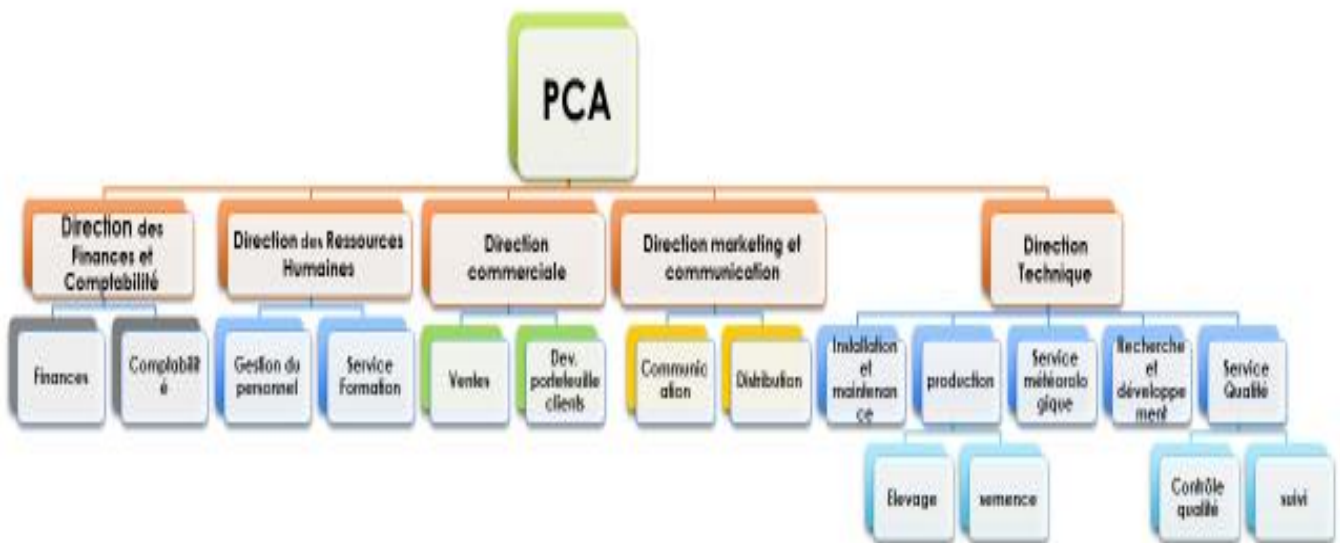 PCA
Direction des
Finances et
Comptabilité
Direction des Ressources
Humaines
Direction
commerciale
Direction marketing et
communication
Direction
Technique
Finances
Comptabilit
é
Gestion du
personnel
Service
Formation
Ventes
Dev.
portefeuille
clients
Communic
ation
Distribution
Installation
et
maintenan
ce
production
Service
météorolo
gique
Recherche
et
développe
ment
Service
Qualité
Elevage
semence
Contrôle
qualité
suivi